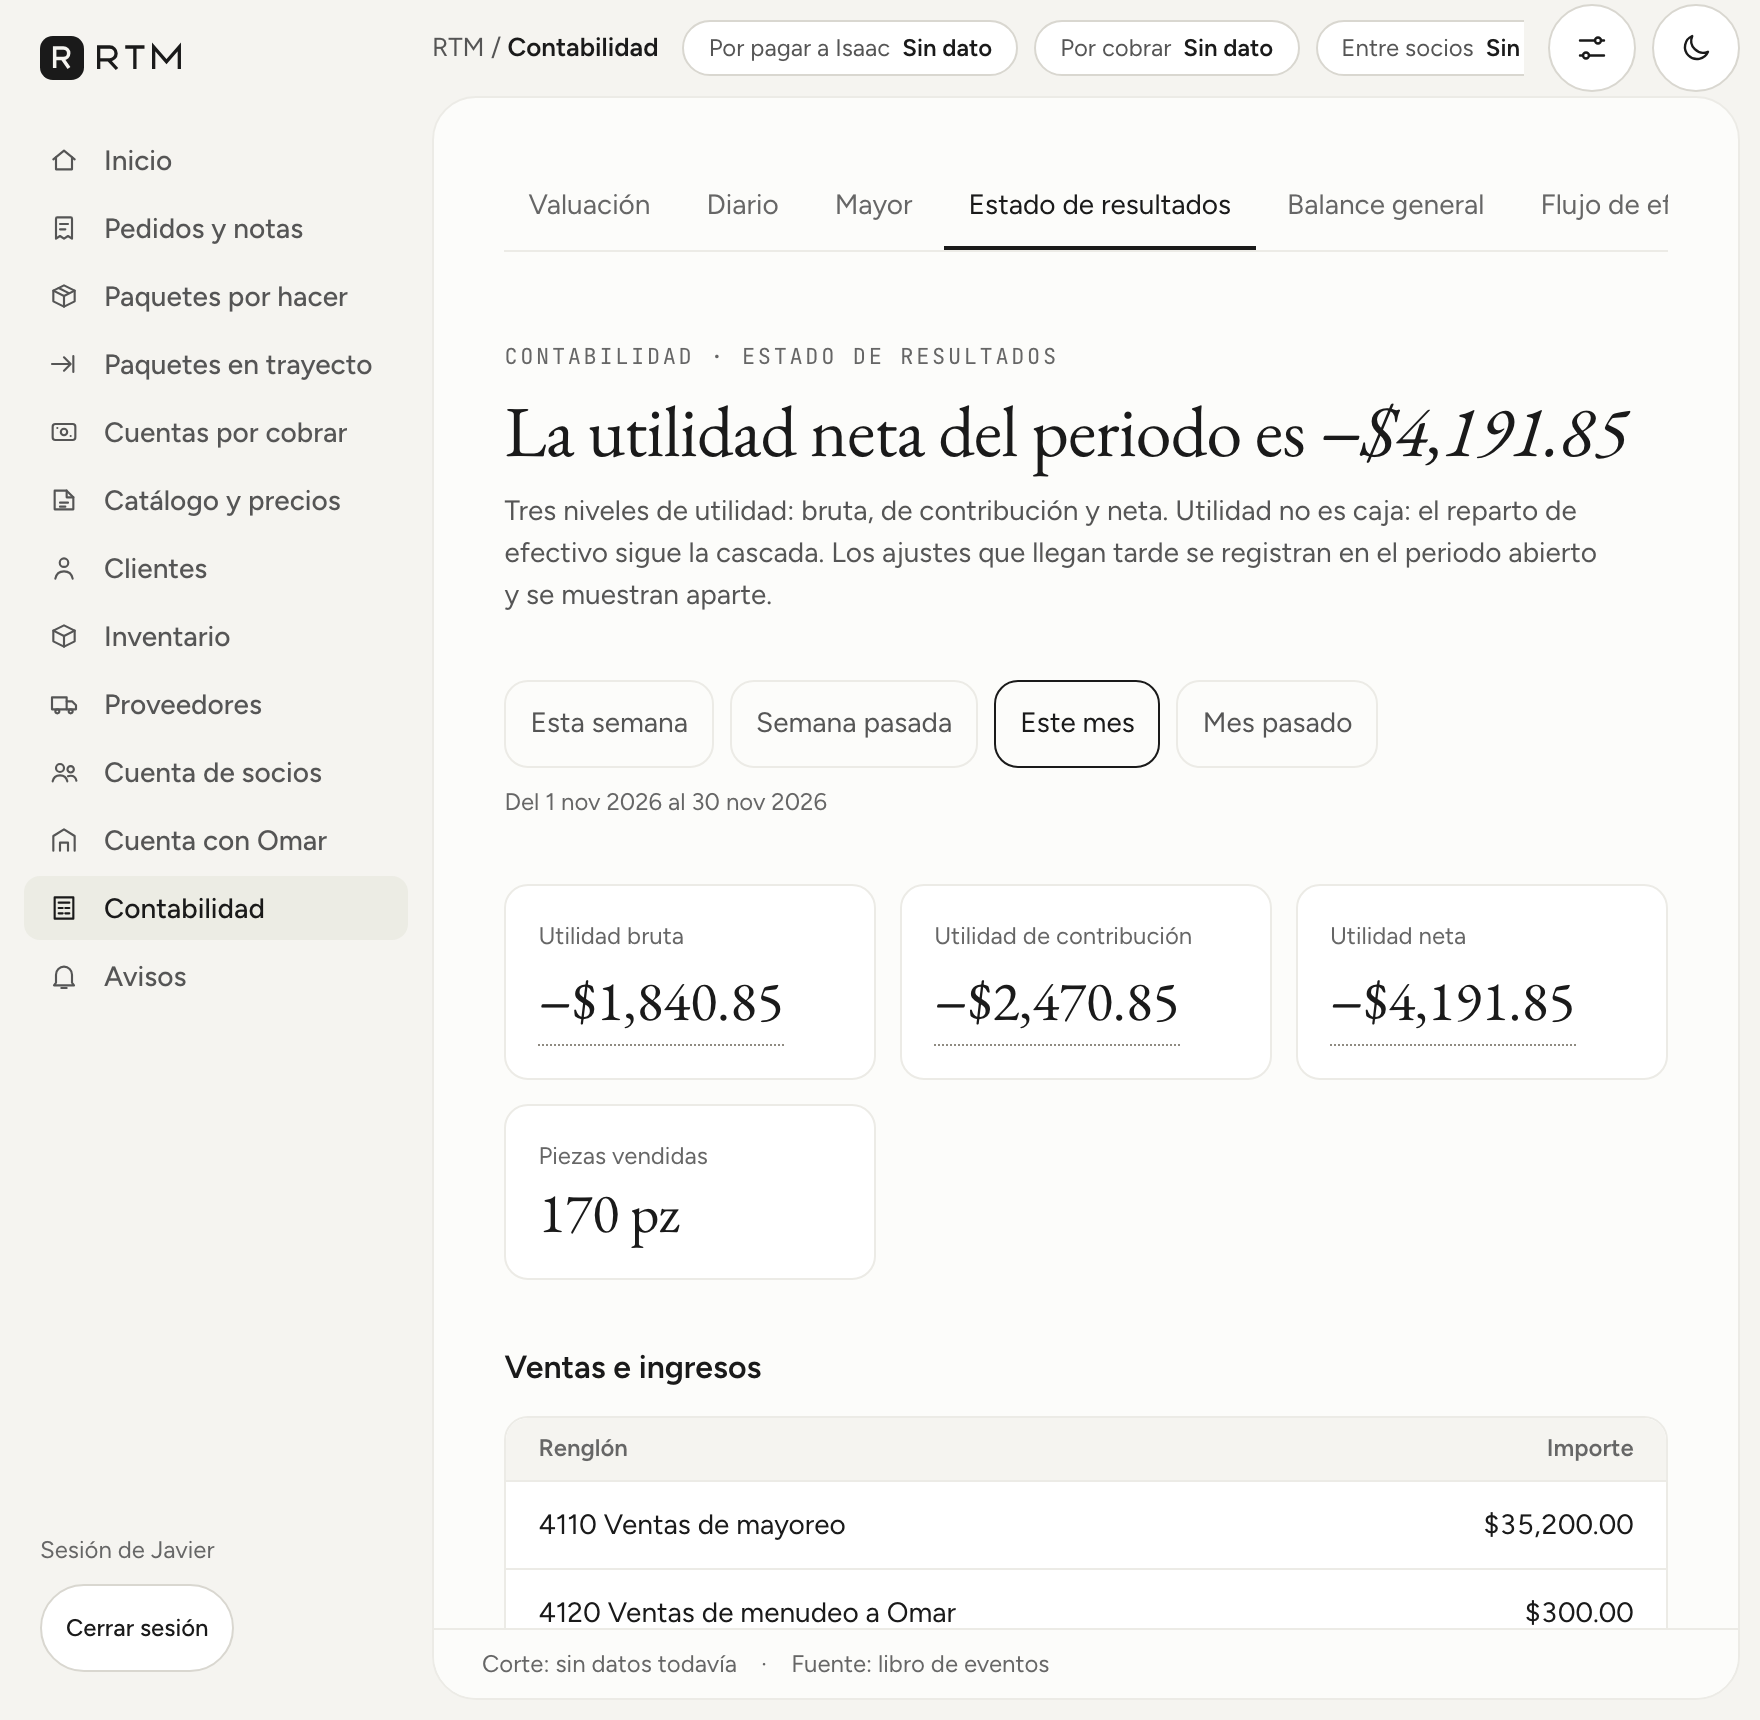 R RTM
Inicio
Pedidos y notas
Paquetes por hacer
Paquetes en trayecto
Cuentas por cobrar
Catálogo y precios
Clientes
Inventario
Proveedores
Cuenta de socios
Cuenta con Omar
Contabilidad
Avisos
Sesión de Javier
Cerrar sesión
RTM / Contabilidad
Por pagar a Isaac Sin dato
Por cobrar Sin dato
Entre socios Sin
Valuación Diario Mayor Estado de resultados Balance general Flujo de ef
CONTABILIDAD · ESTADO DE RESULTADOS
La utilidad neta del periodo es –$4,191.85
Tres niveles de utilidad: bruta, de contribución y neta. Utilidad no es caja: el reparto de
efectivo sigue la cascada. Los ajustes que llegan tarde se registran en el periodo abierto
y se muestran aparte.
Esta semana Semana pasada Este mes Mes pasado
Del 1 nov 2026 al 30 nov 2026
Utilidad bruta
–$1,840.85
Utilidad de contribución
–$2,470.85
Utilidad neta
–$4,191.85
Piezas vendidas
170 pz
Ventas e ingresos
Renglón Importe
4110 Ventas de mayoreo $35,200.00
4120 Ventas de menudeo a Omar $300.00
Corte: sin datos todavía · Fuente: libro de eventos